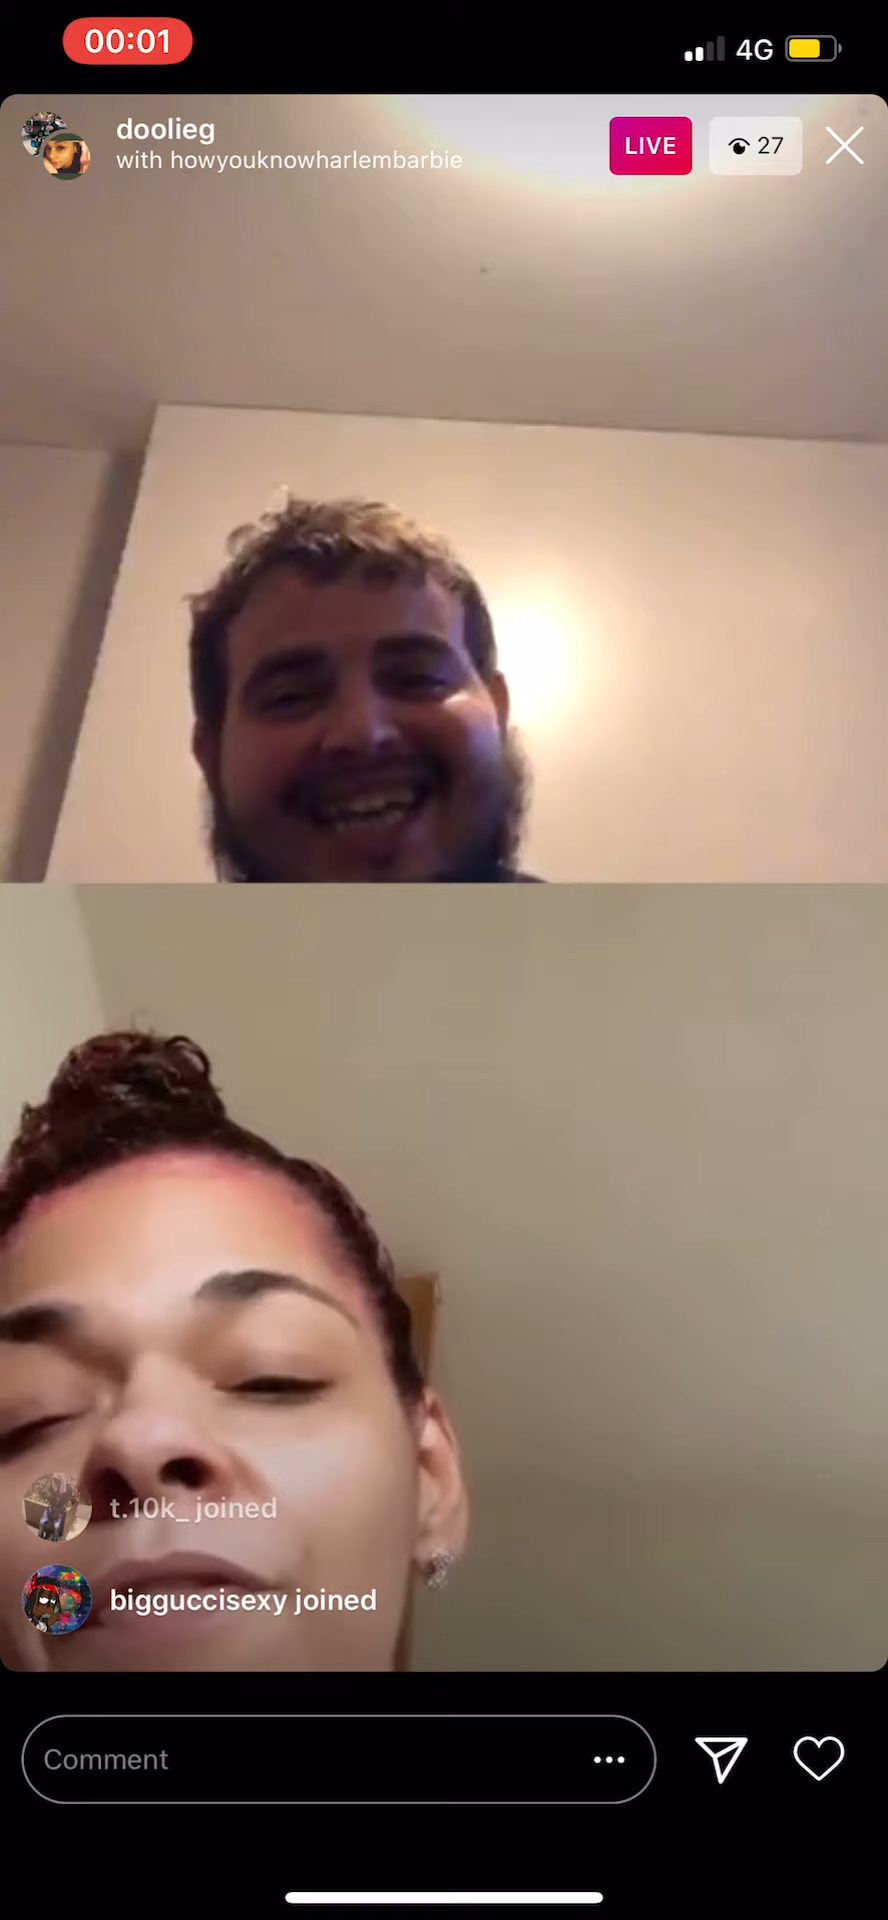 00:01
4G
doolieg
with howyouknowharlembarbie
LIVE
27
t.10k_ joined
bigguccisexy joined
Comment